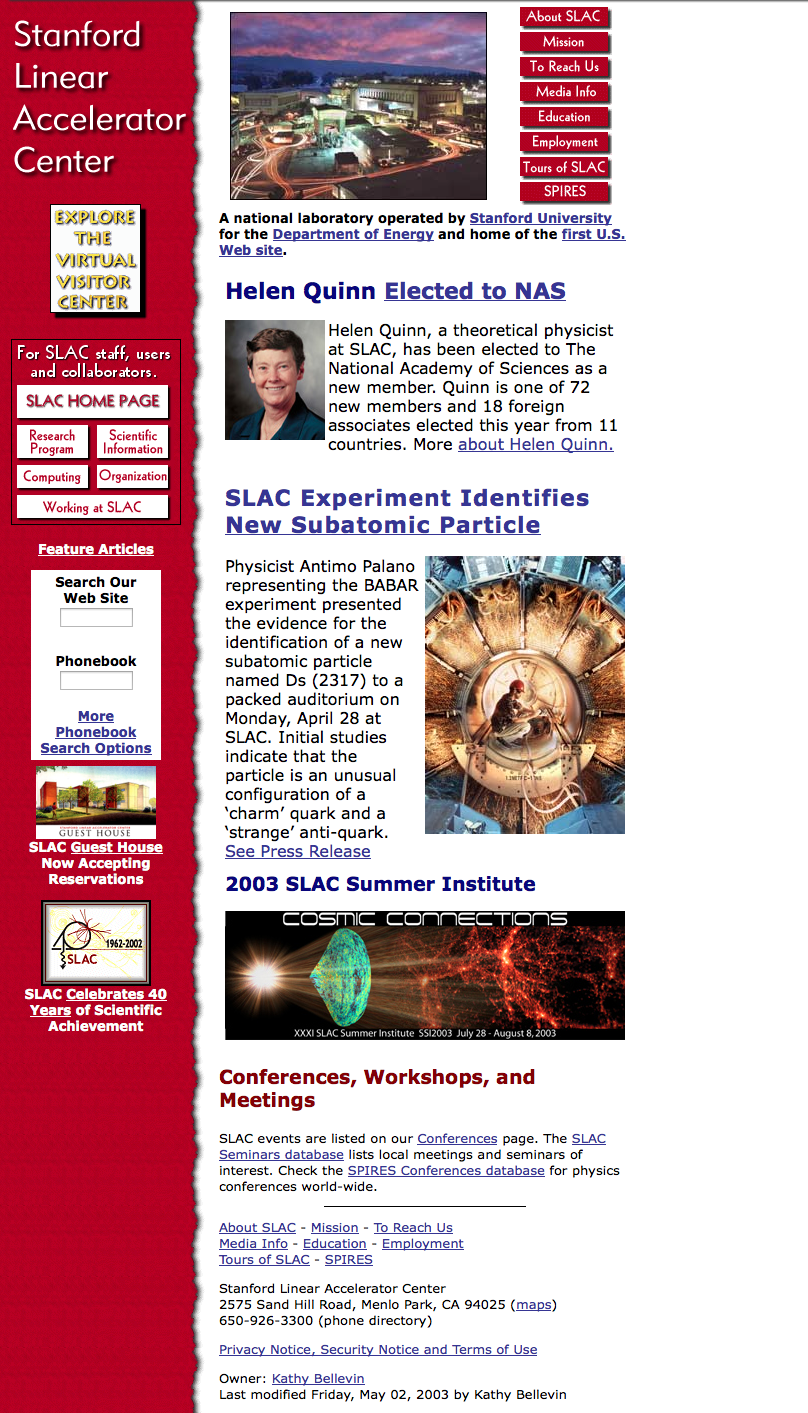 Stanford
Linear
Accelerator
Center
EXPLORE
THE
VIRTUAL
VISITOR
CENTER
For SLAC staff, users
and collaborators.
SLAC HOME PAGE
Research
Program
Scientific
Information
Computing
Organization
Working at SLAC
Feature Articles
Search Our
Web Site
Phonebook
More
Phonebook
Search Options
STANFORD LINEAR ACCELERATOR CENTER
GUEST HOUSE
SLAC Guest House
Now Accepting
Reservations
40
1962-2002
SLAC
SLAC Celebrates 40
Years of Scientific
Achievement
About SLAC
Mission
To Reach Us
Media Info
Education
Employment
Tours of SLAC
SPIRES
A national laboratory operated by Stanford University
for the Department of Energy and home of the first U.S.
Web site.
Helen Quinn Elected to NAS
Helen Quinn, a theoretical physicist
at SLAC, has been elected to The
National Academy of Sciences as a
new member. Quinn is one of 72
new members and 18 foreign
associates elected this year from 11
countries. More about Helen Quinn.
SLAC Experiment Identifies
New Subatomic Particle
Physicist Antimo Palano
representing the BABAR
experiment presented
the evidence for the
identification of a new
subatomic particle
named Ds (2317) to a
packed auditorium on
Monday, April 28 at
SLAC. Initial studies
indicate that the
particle is an unusual
configuration of a
‘charm’ quark and a
‘strange’ anti-quark.
See Press Release
2003 SLAC Summer Institute
COSMIC CONNECTIONS
XXXI SLAC Summer Institute SSI2003 July 28 - August 8, 2003
Conferences, Workshops, and
Meetings
SLAC events are listed on our Conferences page. The SLAC
Seminars database lists local meetings and seminars of
interest. Check the SPIRES Conferences database for physics
conferences world-wide.
About SLAC - Mission - To Reach Us
Media Info - Education - Employment
Tours of SLAC - SPIRES
Stanford Linear Accelerator Center
2575 Sand Hill Road, Menlo Park, CA 94025 (maps)
650-926-3300 (phone directory)
Privacy Notice, Security Notice and Terms of Use
Owner: Kathy Bellevin
Last modified Friday, May 02, 2003 by Kathy Bellevin